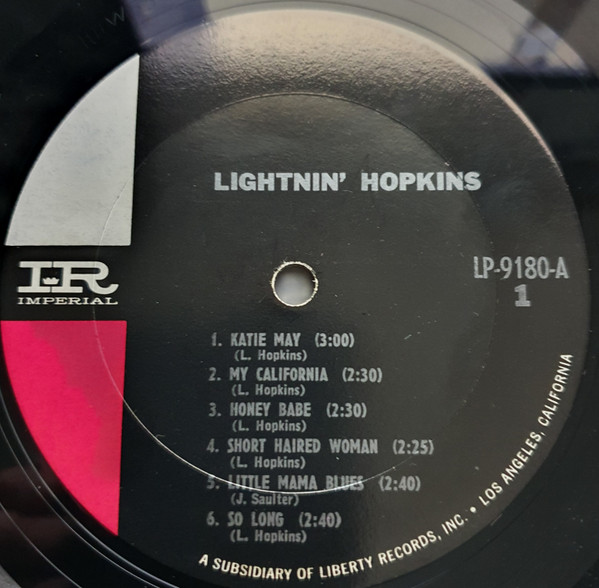 LIGHTNIN' HOPKINS
IR
IMPERIAL
LP-9180-A
1
1. KATIE MAY (3:00)
(L. Hopkins)
2. MY CALIFORNIA (2:30)
(L. Hopkins)
3. HONEY BABE (2:30)
(L. Hopkins)
4. SHORT HAIRED WOMAN (2:25)
(L. Hopkins)
5. LITTLE MAMA BLUES (2:40)
(J. Saulter)
6. SO LONG (2:40)
(L. Hopkins)
A SUBSIDIARY OF LIBERTY RECORDS, INC. • LOS ANGELES, CALIFORNIA